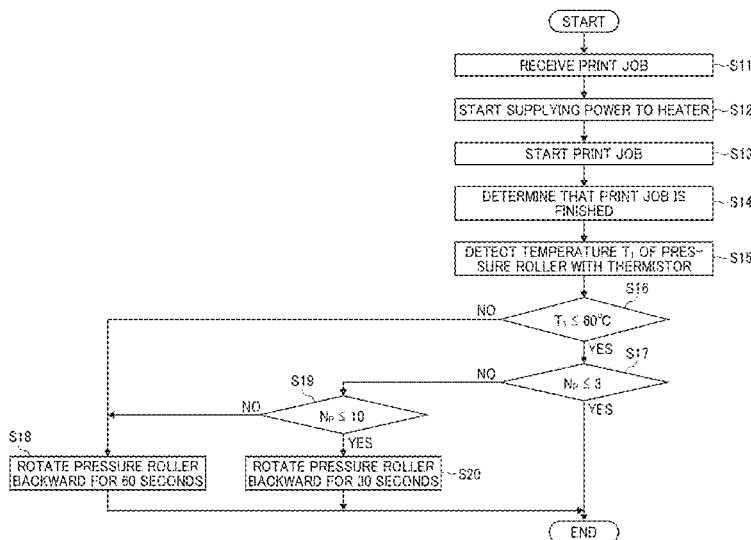 START
RECEIVE PRINT JOB
S11
START SUPPLYING POWER TO HEATER
S12
START PRINT JOB
S13
DETERMINE THAT PRINT JOB IS
FINISHED
S14
DETECT TEMPERATURE T₁ OF PRES-
SURE ROLLER WITH THERMISTOR
S15
S16
T₁ ≤ 60°C
NO
YES
S17
Nₚ ≤ 3
NO
YES
S19
Nₚ ≤ 10
NO
YES
S18
ROTATE PRESSURE ROLLER
BACKWARD FOR 60 SECONDS
ROTATE PRESSURE ROLLER
BACKWARD FOR 30 SECONDS
S20
END